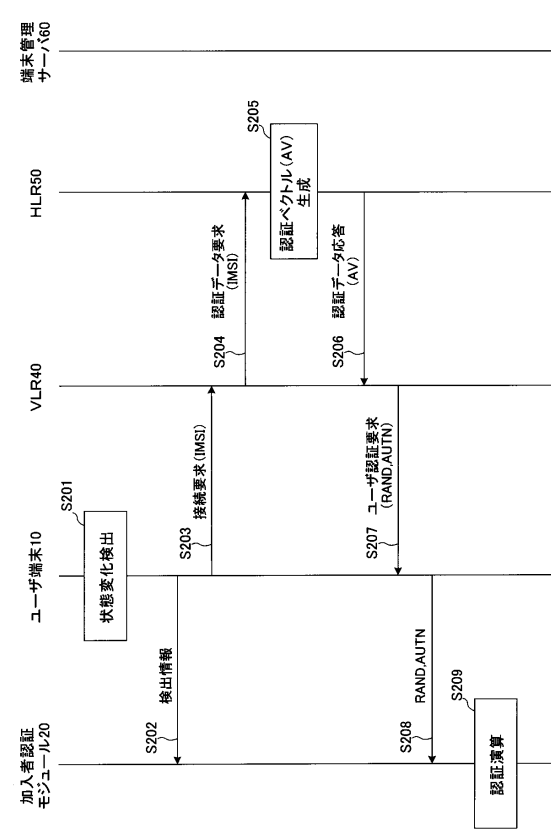 加入者認証
モジュール20
ユーザ端末10
VLR40
HLR50
端末管理
サーバ60
S201
状態変化検出
S202
検出情報
S203
接続要求(IMSI)
S204
認証データ要求
(IMSI)
S205
認証ベクトル(AV)
生成
S206
認証データ応答
(AV)
S207
ユーザ認証要求
(RAND,AUTN)
S208
RAND,AUTN
S209
認証演算